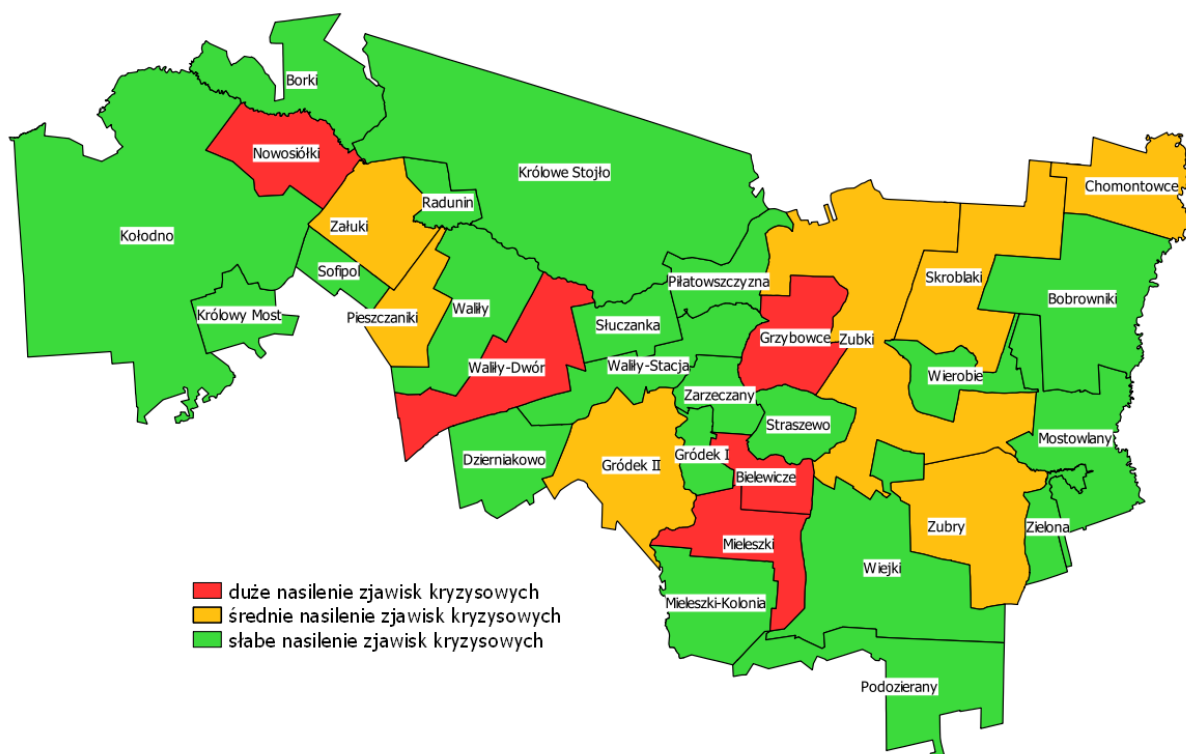 Borki
Nowosiółki
Królowe Stojło
Chomontowce
Radunin
Załuki
Kołodno
Sofipol
Piłatowszczyzna
Skroblaki
Bobrowniki
Waliły
Królowy Most
Pieszczaniki
Słuczanka
Grzybowce
Zubki
Waliły-Dwór
Waliły-Stacja
Wierobie
Zarzeczany
Straszewo
Mostowlany
Dzierniakowo
Gródek II
Gródek I
Bielewicze
Zubry
Zielona
Mieleszki
Wiejki
Mieleszki-Kolonia
Podozierany
duże nasilenie zjawisk kryzysowych
średnie nasilenie zjawisk kryzysowych
słabe nasilenie zjawisk kryzysowych